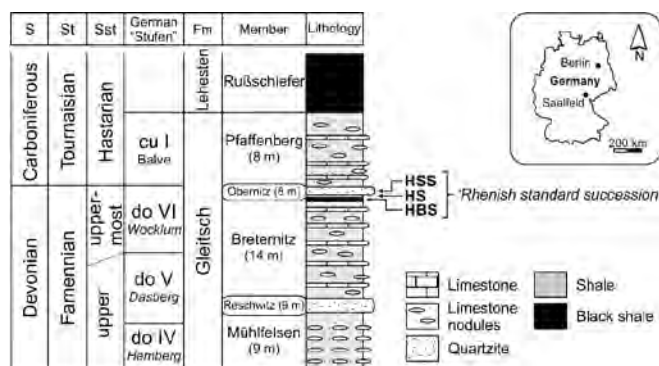 S St Sst German "Stufen" Fm Member Lithology
Carboniferous
Tournaisian
Hastarian
cu I
Balve
Lehesten
Rußschiefer
Pfaffenberg
(8 m)
Obernitz (6 m)
Devonian
Famennian
upper-
most
upper
do VI
Wocklum
do V
Dasberg
do IV
Hemberg
Gleitsch
Breternitz
(14 m)
Reschwitz (6 m)
Mühlfelsen
(9 m)
HSS
HS
HBS
'Rhenish standard succession'
Berlin
Germany
Saalfeld
N
200 km
Limestone
Limestone
nodules
Quartzite
Shale
Black shale